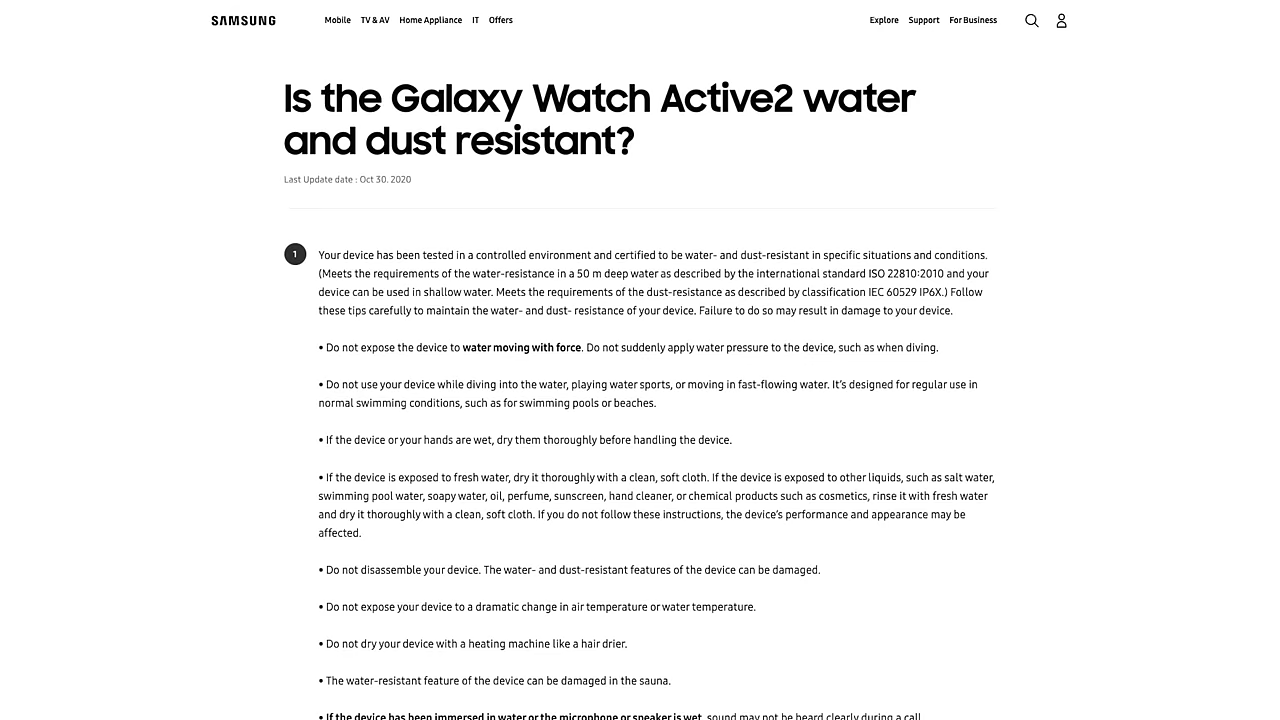 SAMSUNG Mobile TV & AV Home Appliance IT Offers Explore Support For Business
Is the Galaxy Watch Active2 water
and dust resistant?
Last Update date : Oct 30. 2020
1 Your device has been tested in a controlled environment and certified to be water- and dust-resistant in specific situations and conditions.
(Meets the requirements of the water-resistance in a 50 m deep water as described by the international standard ISO 22810:2010 and your
device can be used in shallow water. Meets the requirements of the dust-resistance as described by classification IEC 60529 IP6X.) Follow
these tips carefully to maintain the water- and dust- resistance of your device. Failure to do so may result in damage to your device.
• Do not expose the device to water moving with force. Do not suddenly apply water pressure to the device, such as when diving.
• Do not use your device while diving into the water, playing water sports, or moving in fast-flowing water. It's designed for regular use in
normal swimming conditions, such as for swimming pools or beaches.
• If the device or your hands are wet, dry them thoroughly before handling the device.
• If the device is exposed to fresh water, dry it thoroughly with a clean, soft cloth. If the device is exposed to other liquids, such as salt water,
swimming pool water, soapy water, oil, perfume, sunscreen, hand cleaner, or chemical products such as cosmetics, rinse it with fresh water
and dry it thoroughly with a clean, soft cloth. If you do not follow these instructions, the device's performance and appearance may be
affected.
• Do not disassemble your device. The water- and dust-resistant features of the device can be damaged.
• Do not expose your device to a dramatic change in air temperature or water temperature.
• Do not dry your device with a heating machine like a hair drier.
• The water-resistant feature of the device can be damaged in the sauna.
• If the device has been immersed in water or the microphone or speaker is wet, sound may not be heard clearly during a call.